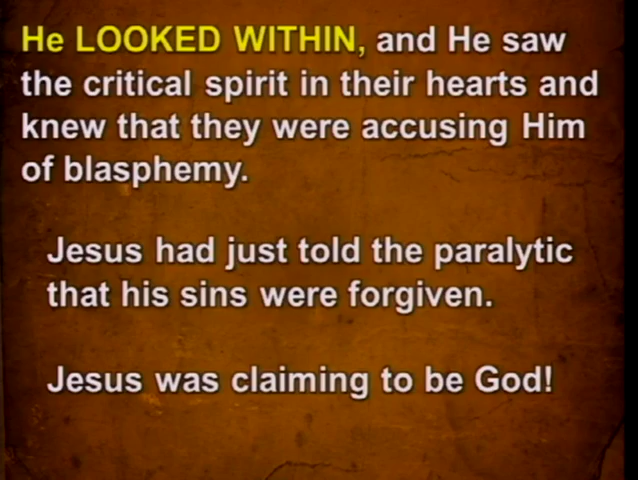 He LOOKED WITHIN, and He saw
the critical spirit in their hearts and
knew that they were accusing Him
of blasphemy.
Jesus had just told the paralytic
that his sins were forgiven.
Jesus was claiming to be God!